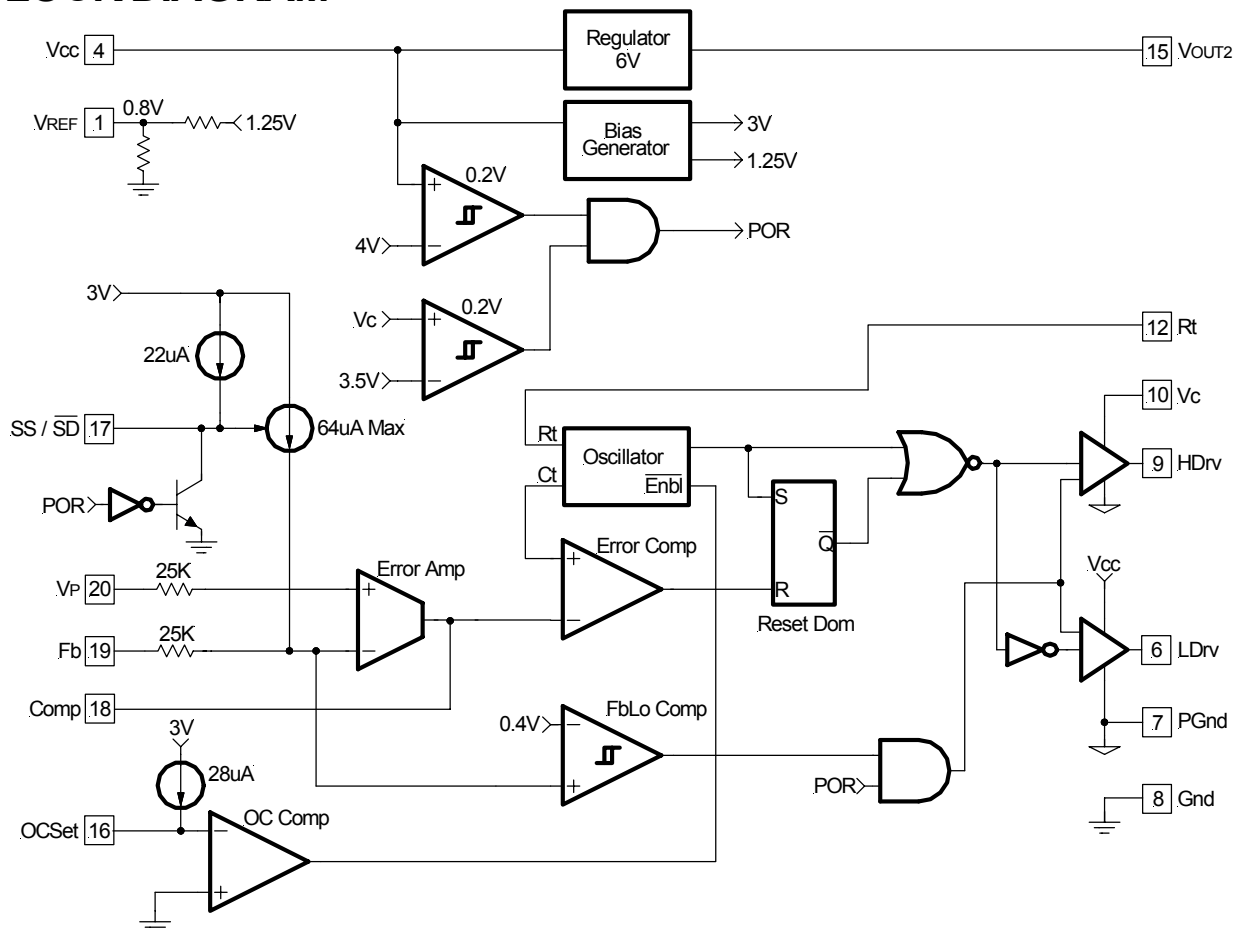 Regulator
6V
Vcc 4
15 VOUT2
0.8V
VREF 1
1.25V
Bias
Generator
3V
1.25V
0.2V
+
4V
−
POR
3V
0.2V
Vc
+
12 Rt
22uA
3.5V
−
10 Vc
SS / SD 17
64uA Max
Rt
Oscillator
9 HDrv
Ct
Enbl
POR
S
Error Comp
Q
Error Amp
+
Vcc
VP 20
25K
+
R
−
Reset Dom
Fb 19
25K
−
6 LDrv
Comp 18
FbLo Comp
0.4V
−
7 PGnd
3V
28uA
+
POR
8 Gnd
OC Comp
OCSet 16
−
+